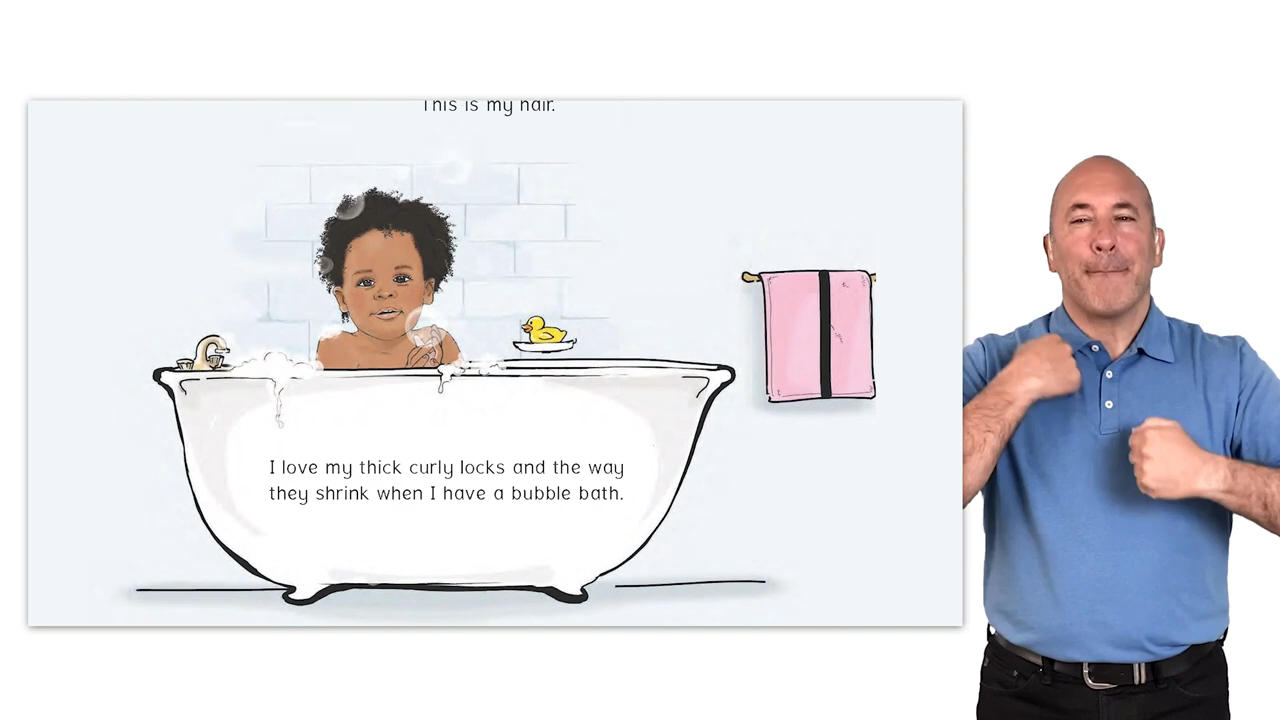 This is my hair.
I love my thick curly locks and the way
they shrink when I have a bubble bath.